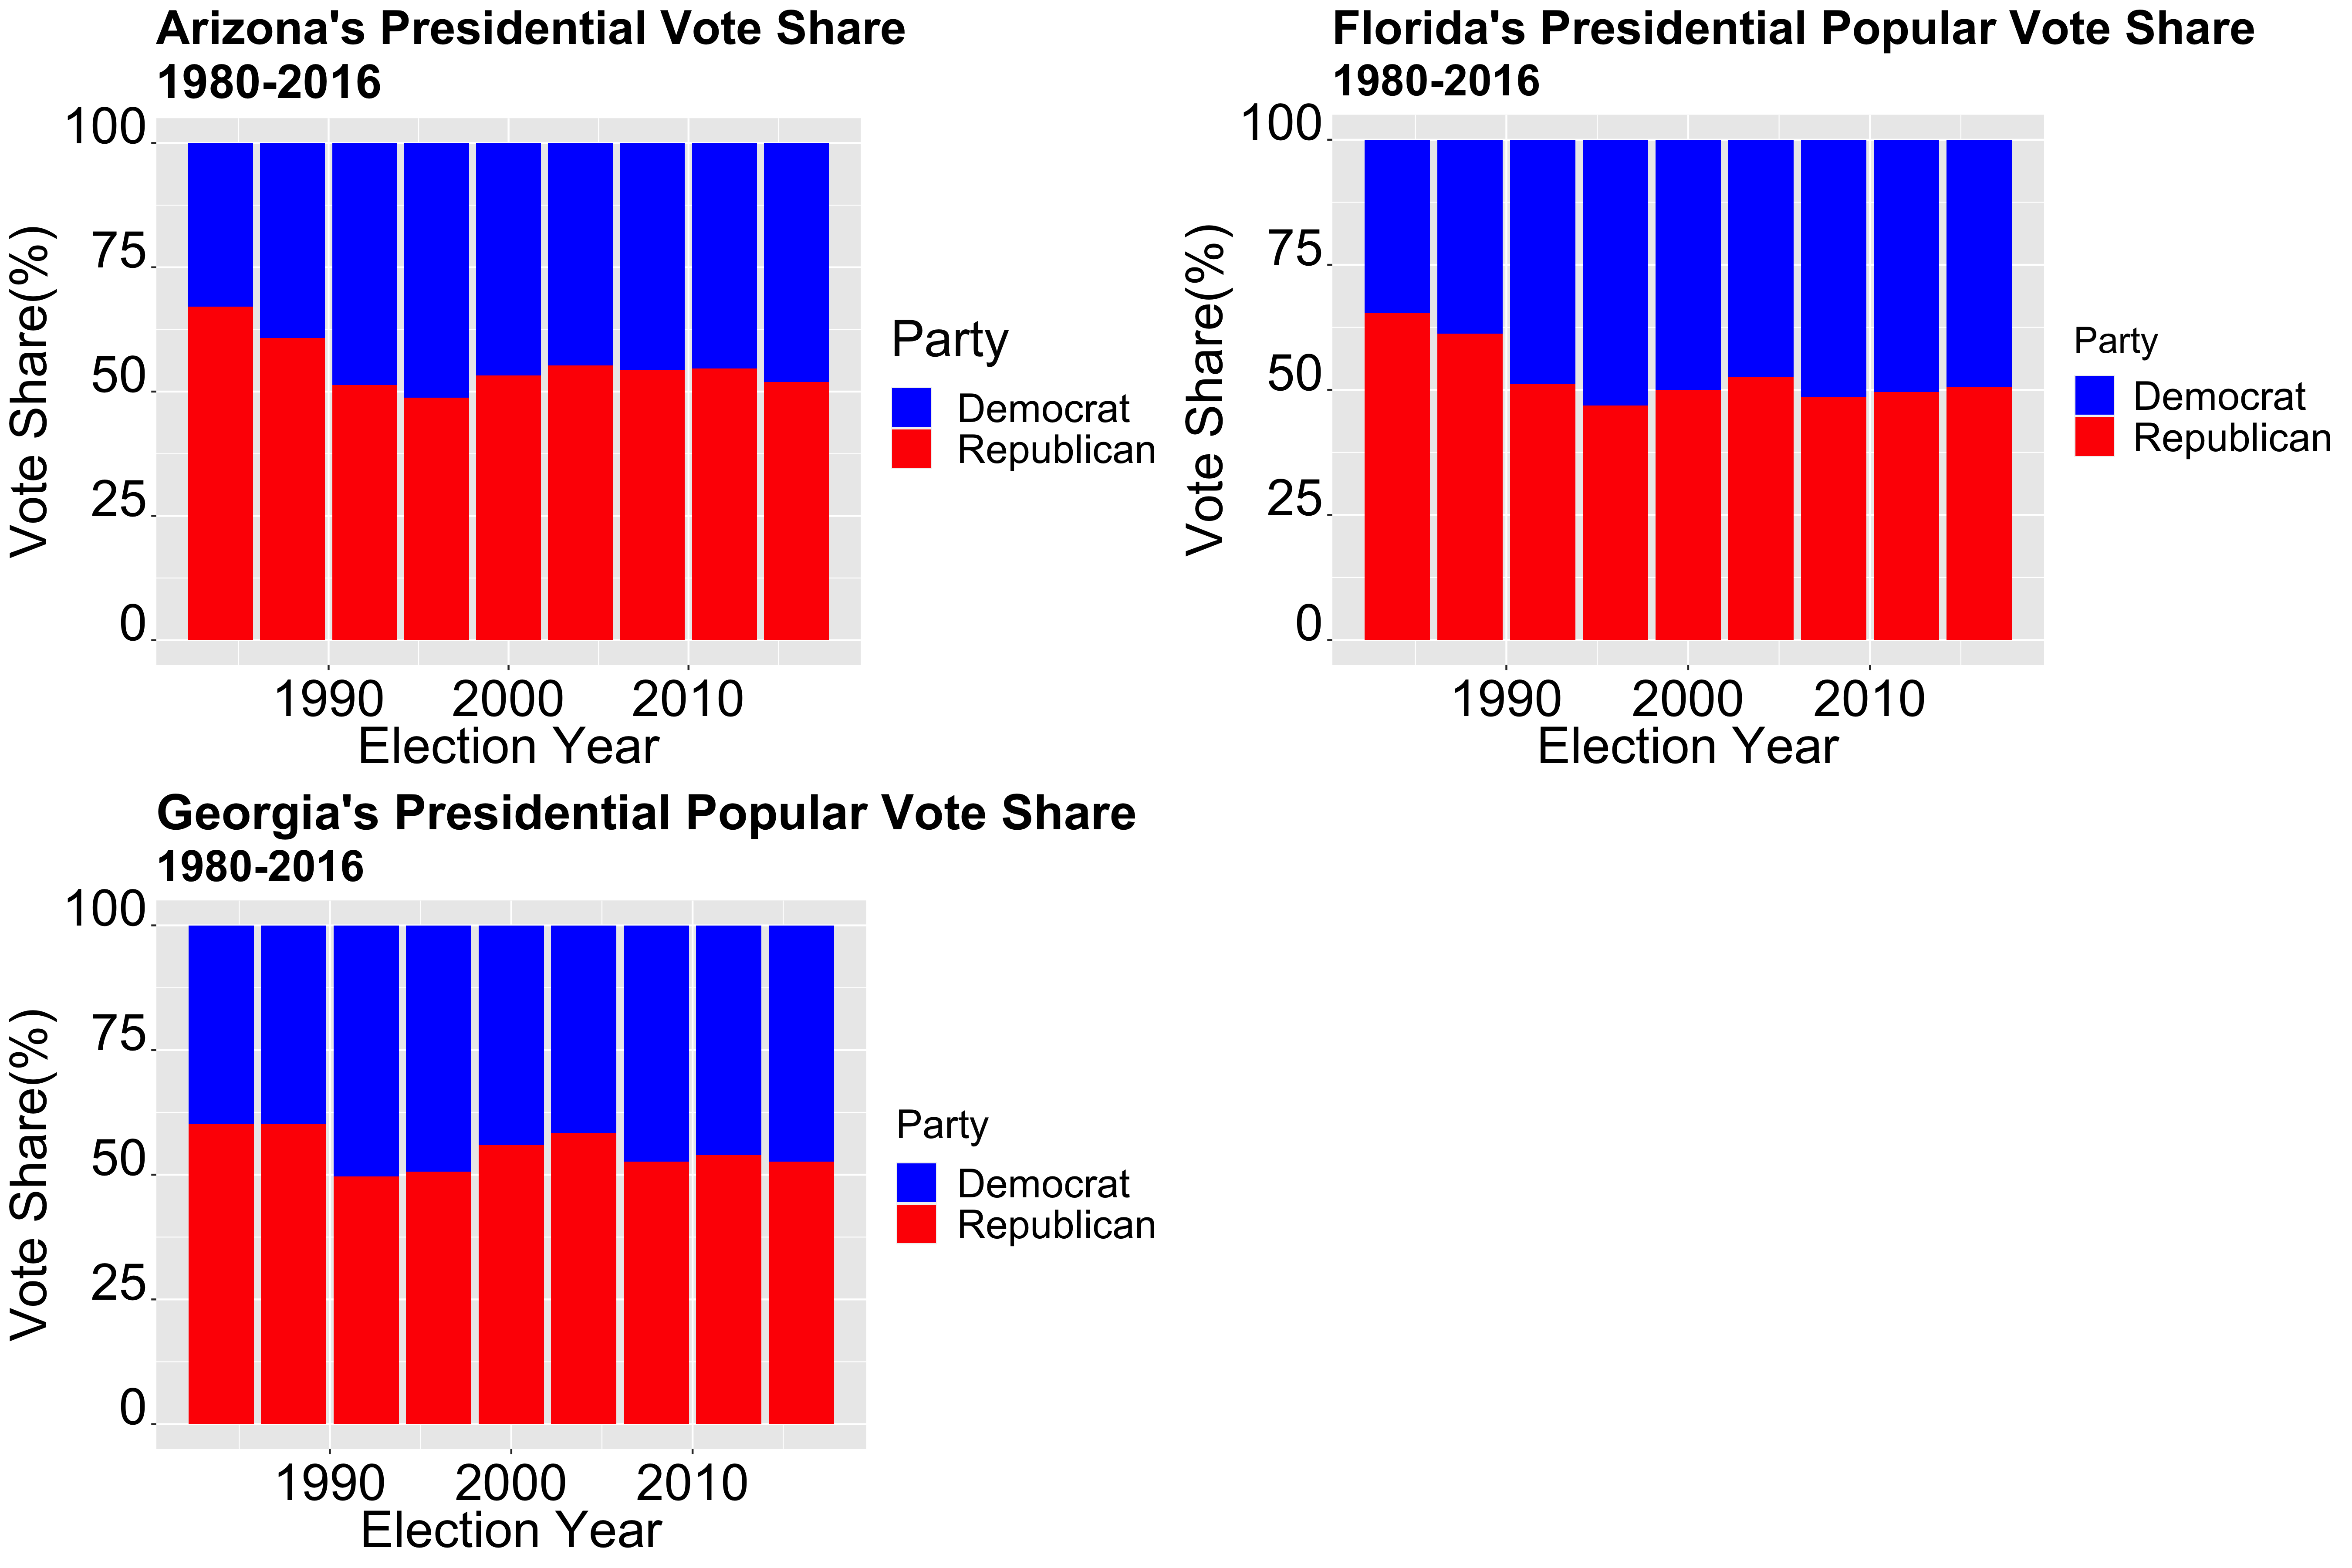 Arizona's Presidential Vote Share
1980-2016
100
75
50
25
0
Vote Share(%)
1990 2000 2010
Election Year
Party
Democrat
Republican
Florida's Presidential Popular Vote Share
1980-2016
100
75
50
25
0
Vote Share(%)
1990 2000 2010
Election Year
Party
Democrat
Republican
Georgia's Presidential Popular Vote Share
1980-2016
100
75
50
25
0
Vote Share(%)
1990 2000 2010
Election Year
Party
Democrat
Republican